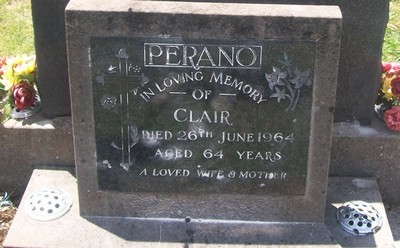 PERANO
IN LOVING MEMORY
OF
CLAIR
DIED 26TH JUNE 1964
AGED 64 YEARS
A LOVED WIFE & MOTHER